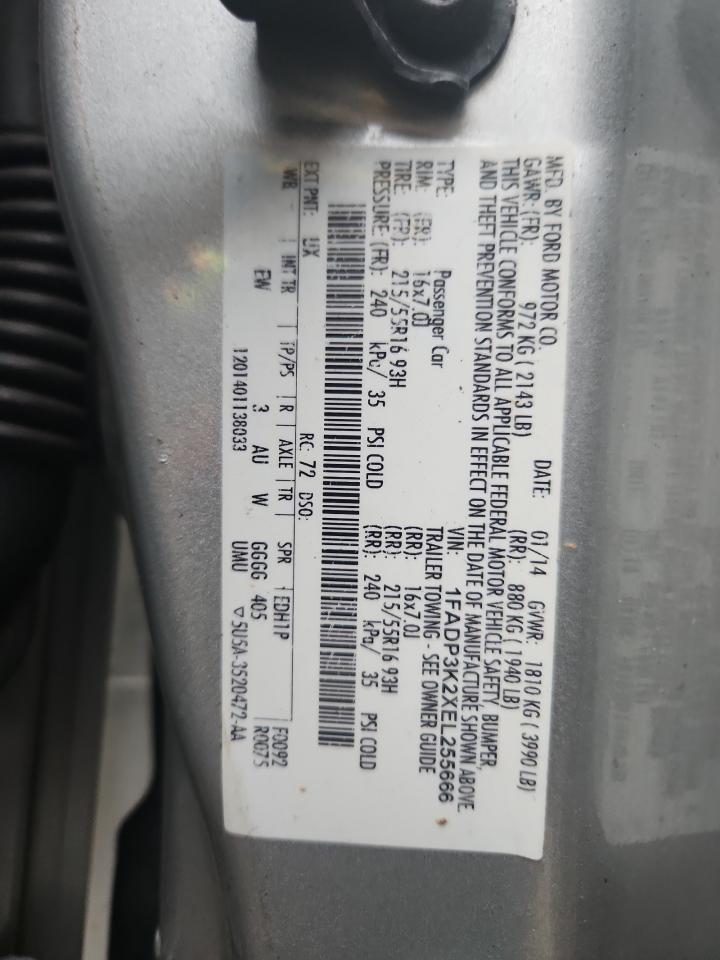 MFD. BY FORD MOTOR CO.
DATE: 01/14 GVWR: 1810 KG ( 3990 LB)
GAWR: (FR): 972 KG ( 2143 LB) (RR): 880 KG ( 1940 LB)
THIS VEHICLE CONFORMS TO ALL APPLICABLE FEDERAL MOTOR VEHICLE SAFETY, BUMPER,
AND THEFT PREVENTION STANDARDS IN EFFECT ON THE DATE OF MANUFACTURE SHOWN ABOVE
VIN: 1FADP3K2XEL255666
TYPE: Passenger Car TRAILER TOWING - SEE OWNER GUIDE
RIM: (FR): 16x7.0J (RR): 16x7.0J
TIRE: (FR): 215/55R16 93H (RR): 215/55R16 93H
PRESSURE: (FR): 240 kPa/ 35 PSI COLD (RR): 240 kPa/ 35 PSI COLD
EXT PNT: UX RC: 72 DSO: F0092
WB INT TR TP/PS R AXLE TR SPR EDH1P R0075
EW 3 AU W GGGG 405
1201401138033 UMU ▽5U5A-3520472-AA